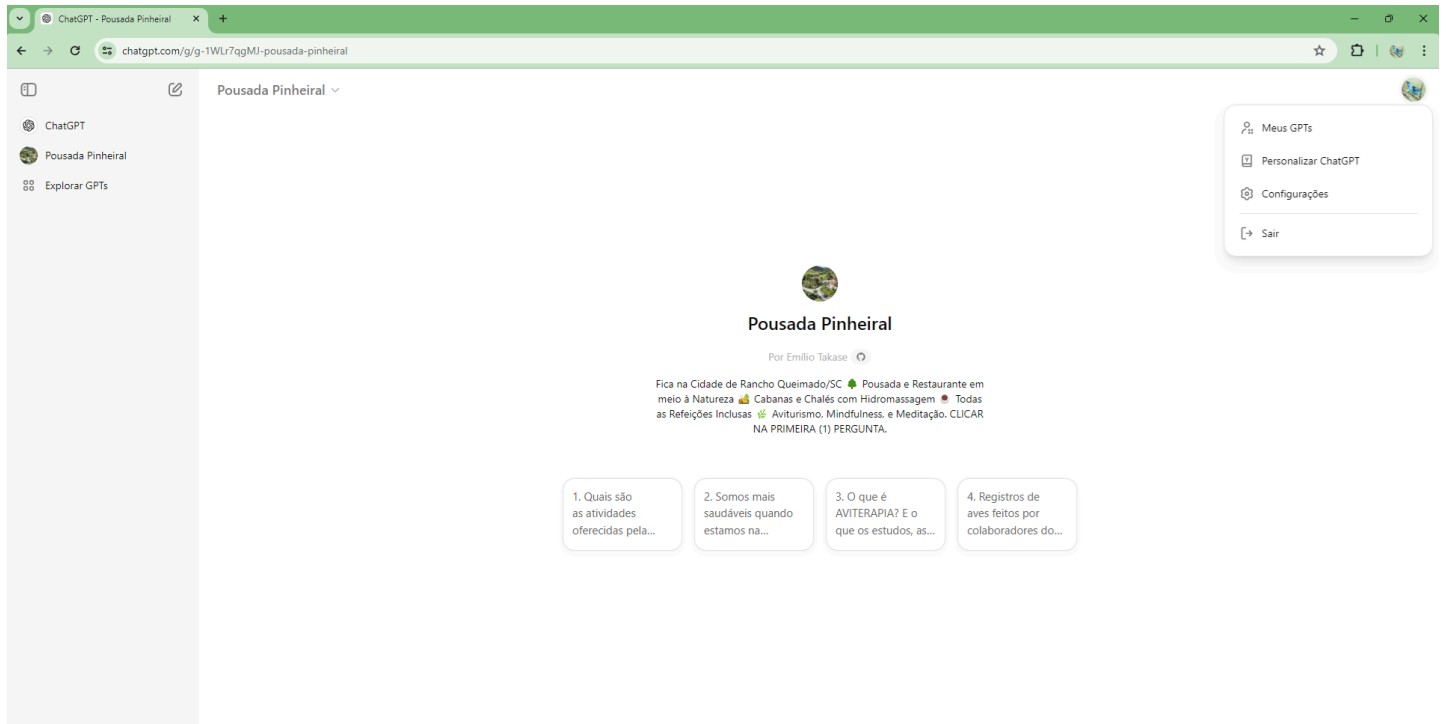 ChatGPT - Pousada Pinheiral
chatgpt.com/g/g-1WLr7qgMJ-pousada-pinheiral
Pousada Pinheiral
ChatGPT
Pousada Pinheiral
Explorar GPTs
Meus GPTs
Personalizar ChatGPT
Configurações
Sair
Pousada Pinheiral
Por Emílio Takase
Fica na Cidade de Rancho Queimado/SC 🌲 Pousada e Restaurante em
meio à Natureza 🏕️ Cabanas e Chalés com Hidromassagem ☕ Todas
as Refeições Inclusas 🌿 Aviturismo, Mindfulness, e Meditação. CLICAR
NA PRIMEIRA (1) PERGUNTA.
1. Quais são
as atividades
oferecidas pela...
2. Somos mais
saudáveis quando
estamos na...
3. O que é
AVITERAPIA? E o
que os estudos, as...
4. Registros de
aves feitos por
colaboradores do...